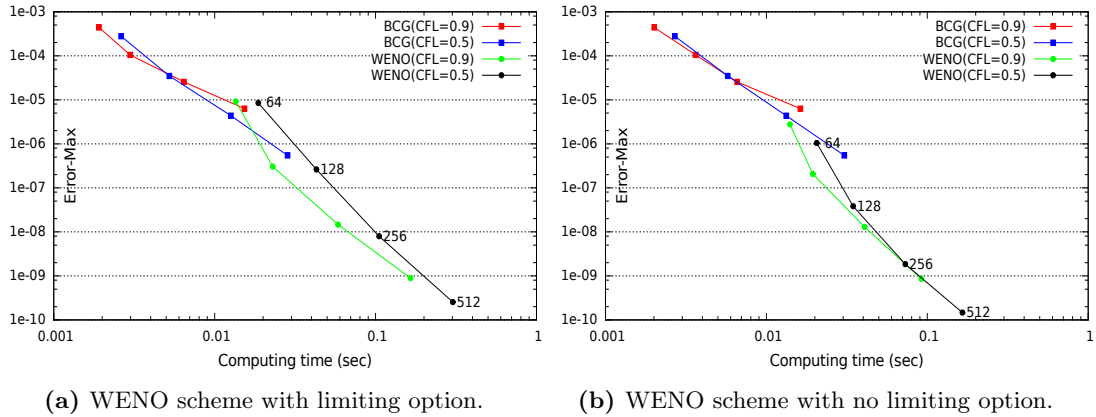 1e-03
1e-04
1e-05
1e-06
1e-07
1e-08
1e-09
1e-10
Error-Max
0.001
0.01
0.1
1
Computing time (sec)
BCG(CFL=0.9)
BCG(CFL=0.5)
WENO(CFL=0.9)
WENO(CFL=0.5)
64
128
256
512
(a) WENO scheme with limiting option.
1e-03
1e-04
1e-05
1e-06
1e-07
1e-08
1e-09
1e-10
Error-Max
0.001
0.01
0.1
1
Computing time (sec)
BCG(CFL=0.9)
BCG(CFL=0.5)
WENO(CFL=0.9)
WENO(CFL=0.5)
64
128
256
512
(b) WENO scheme with no limiting option.